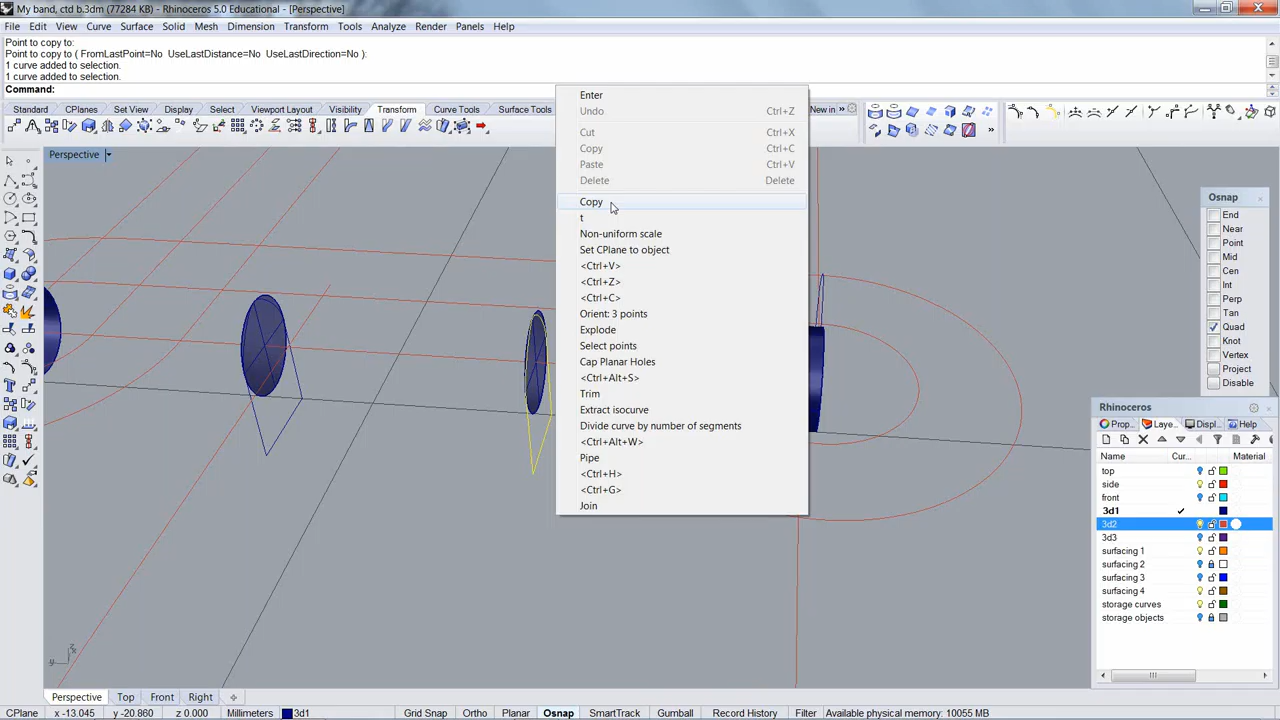 My band, ctd b.3dm (77284 KB) - Rhinoceros 5.0 Educational - [Perspective]
File Edit View Curve Surface Solid Mesh Dimension Transform Tools Analyze Render Panels Help
Point to copy to:
Point to copy to ( FromLastPoint=No UseLastDistance=No UseLastDirection=No ):
1 curve added to selection.
1 curve added to selection.
Command:
Standard CPlanes Set View Display Select Viewport Layout Visibility Transform Curve Tools Surface Tools
New in
Perspective
Enter
Undo Ctrl+Z
Cut Ctrl+X
Copy Ctrl+C
Paste Ctrl+V
Delete Delete
Copy
t
Non-uniform scale
Set CPlane to object
<Ctrl+V>
<Ctrl+Z>
<Ctrl+C>
Orient: 3 points
Explode
Select points
Cap Planar Holes
<Ctrl+Alt+S>
Trim
Extract isocurve
Divide curve by number of segments
<Ctrl+Alt+W>
Pipe
<Ctrl+H>
<Ctrl+G>
Join
Osnap
End
Near
Point
Mid
Cen
Int
Perp
Tan
Quad
Knot
Vertex
Project
Disable
Rhinoceros
Prop... Laye... Displ... Help
Name Cur... Material
top
side
front
3d1
3d2
3d3
surfacing 1
surfacing 2
surfacing 3
surfacing 4
storage curves
storage objects
z
y
Perspective Top Front Right
CPlane x -13.045 y -20.860 z 0.000 Millimeters 3d1 Grid Snap Ortho Planar Osnap SmartTrack Gumball Record History Filter Available physical memory: 10055 MB